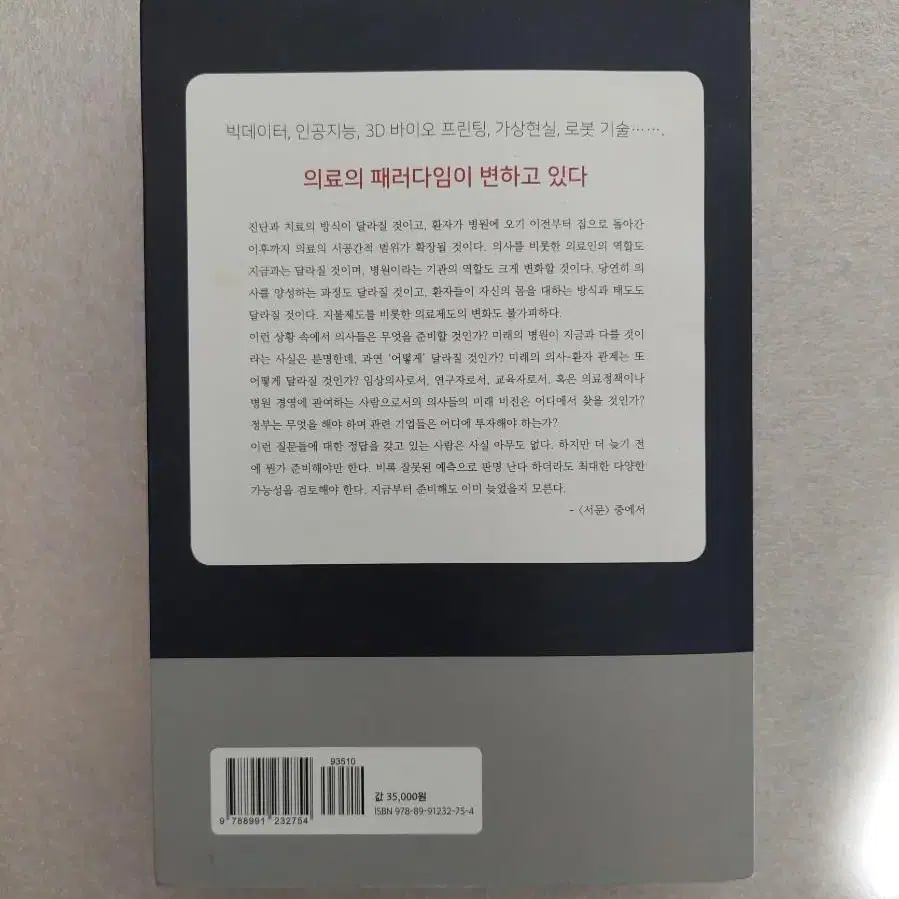 빅데이터, 인공지능, 3D 바이오 프린팅, 가상현실, 로봇 기술…….
의료의 패러다임이 변하고 있다
진단과 치료의 방식이 달라질 것이고, 환자가 병원에 오기 이전부터 집으로 돌아간
이후까지 의료의 시공간적 범위가 확장될 것이다. 의사를 비롯한 의료인의 역할도
지금과는 달라질 것이며, 병원이라는 기관의 역할도 크게 변화할 것이다. 당연히 의
사를 양성하는 과정도 달라질 것이고, 환자들이 자신의 몸을 대하는 방식과 태도도
달라질 것이다. 지불제도를 비롯한 의료제도의 변화도 불가피하다.
이런 상황 속에서 의사들은 무엇을 준비할 것인가? 미래의 병원이 지금과 다를 것이
라는 사실은 분명한데, 과연 ‘어떻게’ 달라질 것인가? 미래의 의사-환자 관계는 또
어떻게 달라질 것인가? 임상의사로서, 연구자로서, 교육자로서, 혹은 의료정책이나
병원 경영에 관여하는 사람으로서의 의사들의 미래 비전은 어디에서 찾을 것인가?
정부는 무엇을 해야 하며 관련 기업들은 어디에 투자해야 하는가?
이런 질문들에 대한 정답을 갖고 있는 사람은 사실 아무도 없다. 하지만 더 늦기 전
에 뭔가 준비해야만 한다. 비록 잘못된 예측으로 판명 난다 하더라도 최대한 다양한
가능성을 검토해야 한다. 지금부터 준비해도 이미 늦었을지 모른다.
- 〈서문〉 중에서
93510
값 35,000원
ISBN 978-89-91232-75-4
9 788991 232754